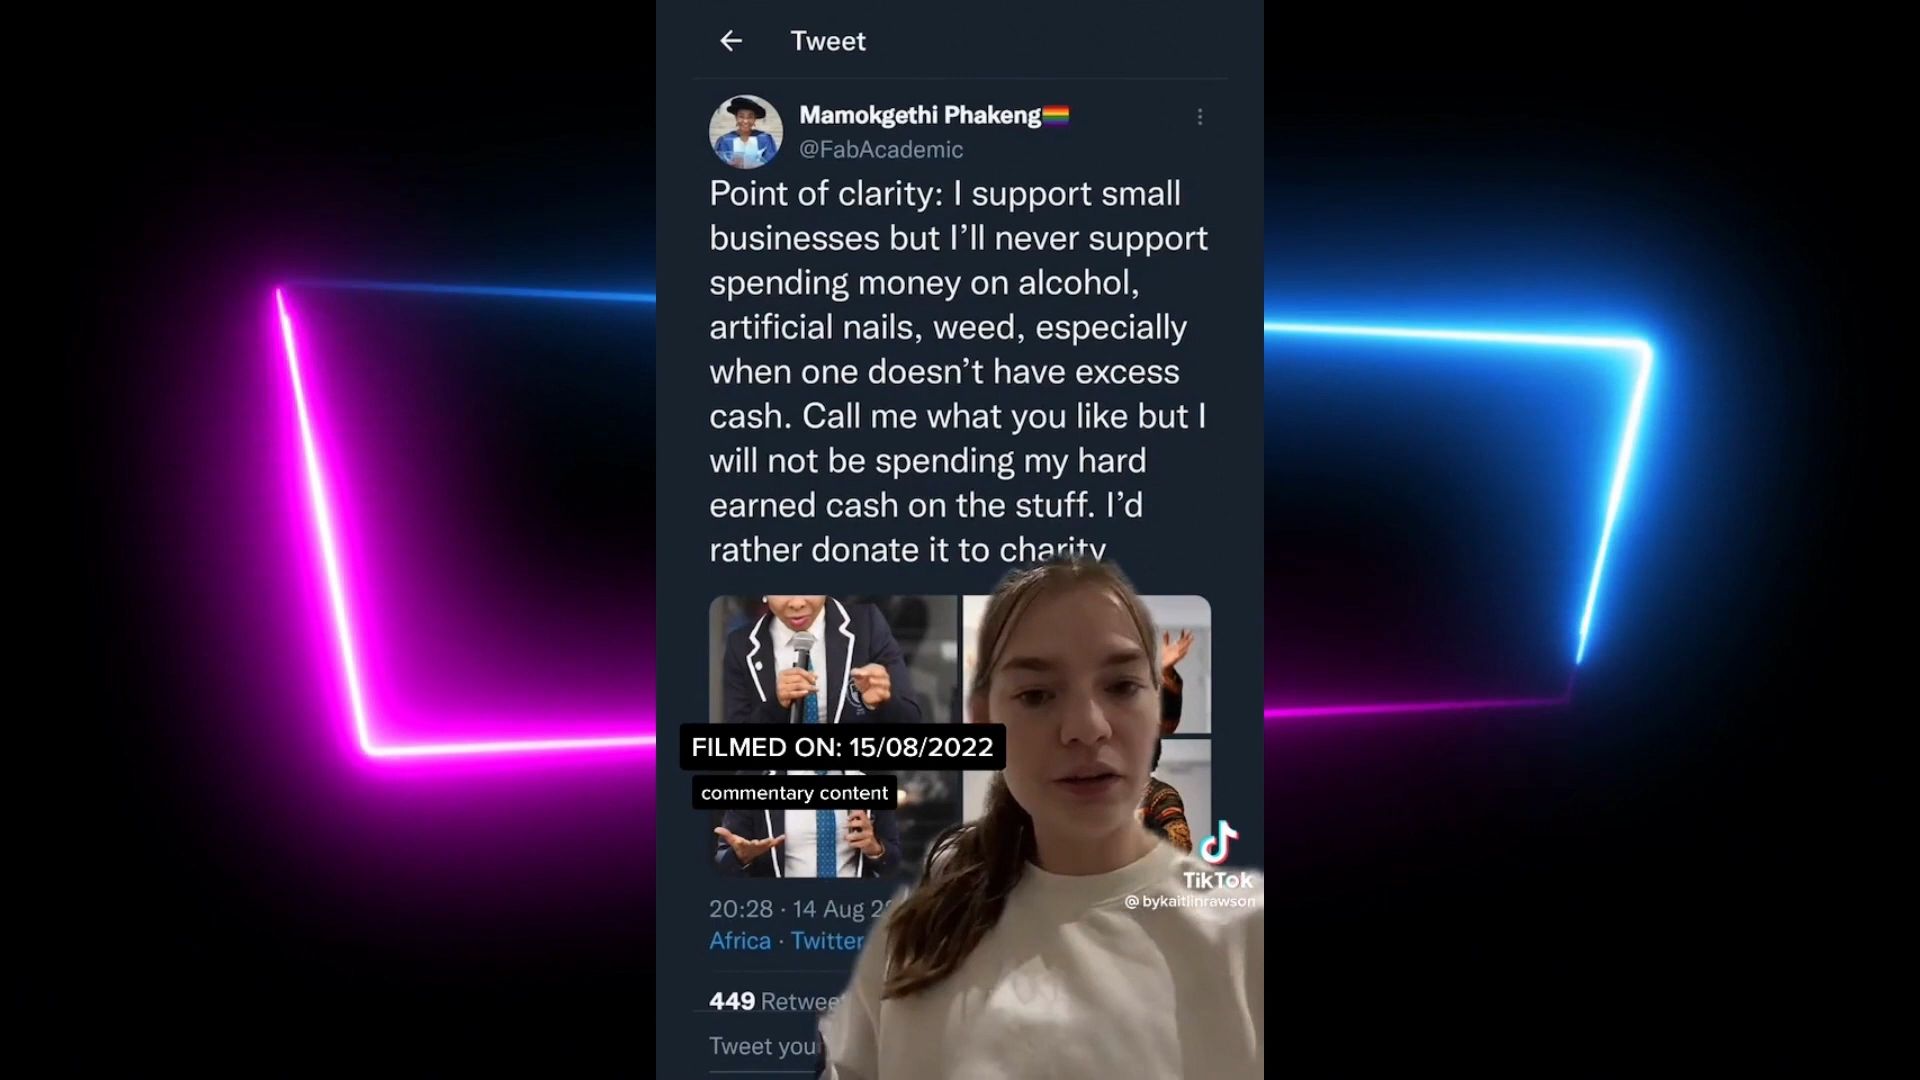 Tweet
Mamokgethi Phakeng
@FabAcademic
Point of clarity: I support small
businesses but I’ll never support
spending money on alcohol,
artificial nails, weed, especially
when one doesn’t have excess
cash. Call me what you like but I
will not be spending my hard
earned cash on the stuff. I’d
rather donate it to charity
FILMED ON: 15/08/2022
commentary content
TikTok
@bykaitlinrawson
20:28 · 14 Aug
Africa · Twitter
449
Tweet